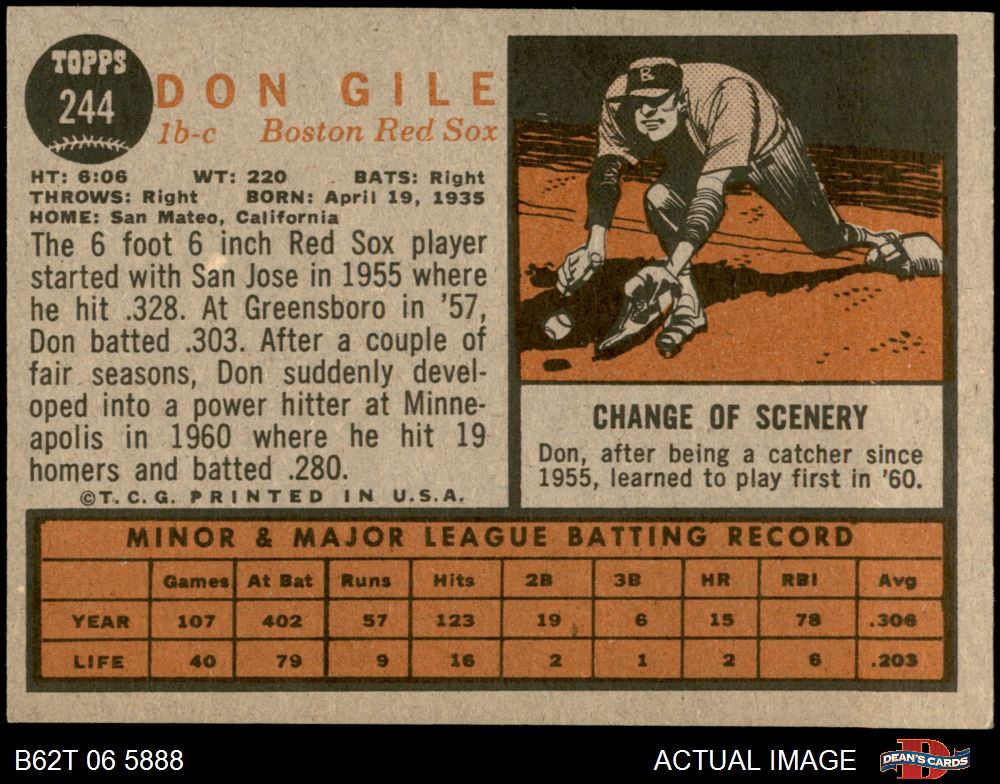 TOPPS
244
DON GILE
1b-c Boston Red Sox
HT: 6:06 WT: 220 BATS: Right
THROWS: Right BORN: April 19, 1935
HOME: San Mateo, California
The 6 foot 6 inch Red Sox player
started with San Jose in 1955 where
he hit .328. At Greensboro in '57,
Don batted .303. After a couple of
fair seasons, Don suddenly devel-
oped into a power hitter at Minne-
apolis in 1960 where he hit 19
homers and batted .280.
©T.C.G. PRINTED IN U.S.A.
B
CHANGE OF SCENERY
Don, after being a catcher since
1955, learned to play first in '60.
MINOR & MAJOR LEAGUE BATTING RECORD
Games At Bat Runs Hits 2B 3B HR RBI Avg
YEAR 107 402 57 123 19 6 15 78 .306
LIFE 40 79 9 16 2 1 2 6 .203
B62T 06 5888 ACTUAL IMAGE D DEAN'S CARDS